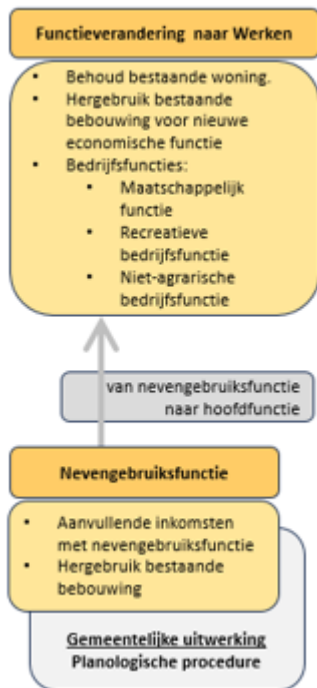 Functieverandering naar Werken
• Behoud bestaande woning.
• Hergebruik bestaande
bebouwing voor nieuwe
economische functie
• Bedrijfsfuncties:
• Maatschappelijk
functie
• Recreatieve
bedrijfsfunctie
• Niet-agrarische
bedrijfsfunctie
van nevengebruiksfunctie
naar hoofdfunctie
Nevengebruiksfunctie
• Aanvullende inkomsten
met nevengebruiksfunctie
• Hergebruik bestaande
bebouwing
Gemeentelijke uitwerking
Planologische procedure